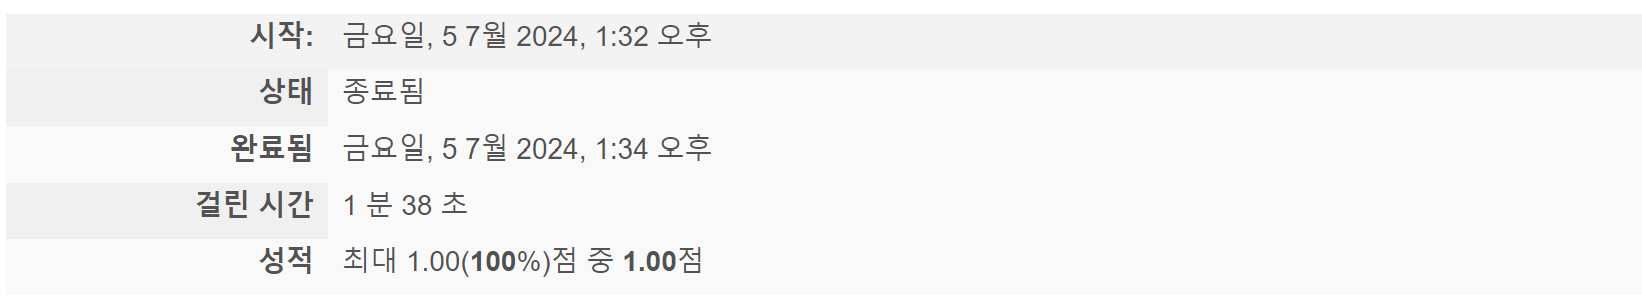 시작: 금요일, 5 7월 2024, 1:32 오후
상태 종료됨
완료됨 금요일, 5 7월 2024, 1:34 오후
걸린 시간 1 분 38 초
성적 최대 1.00(100%)점 중 1.00점